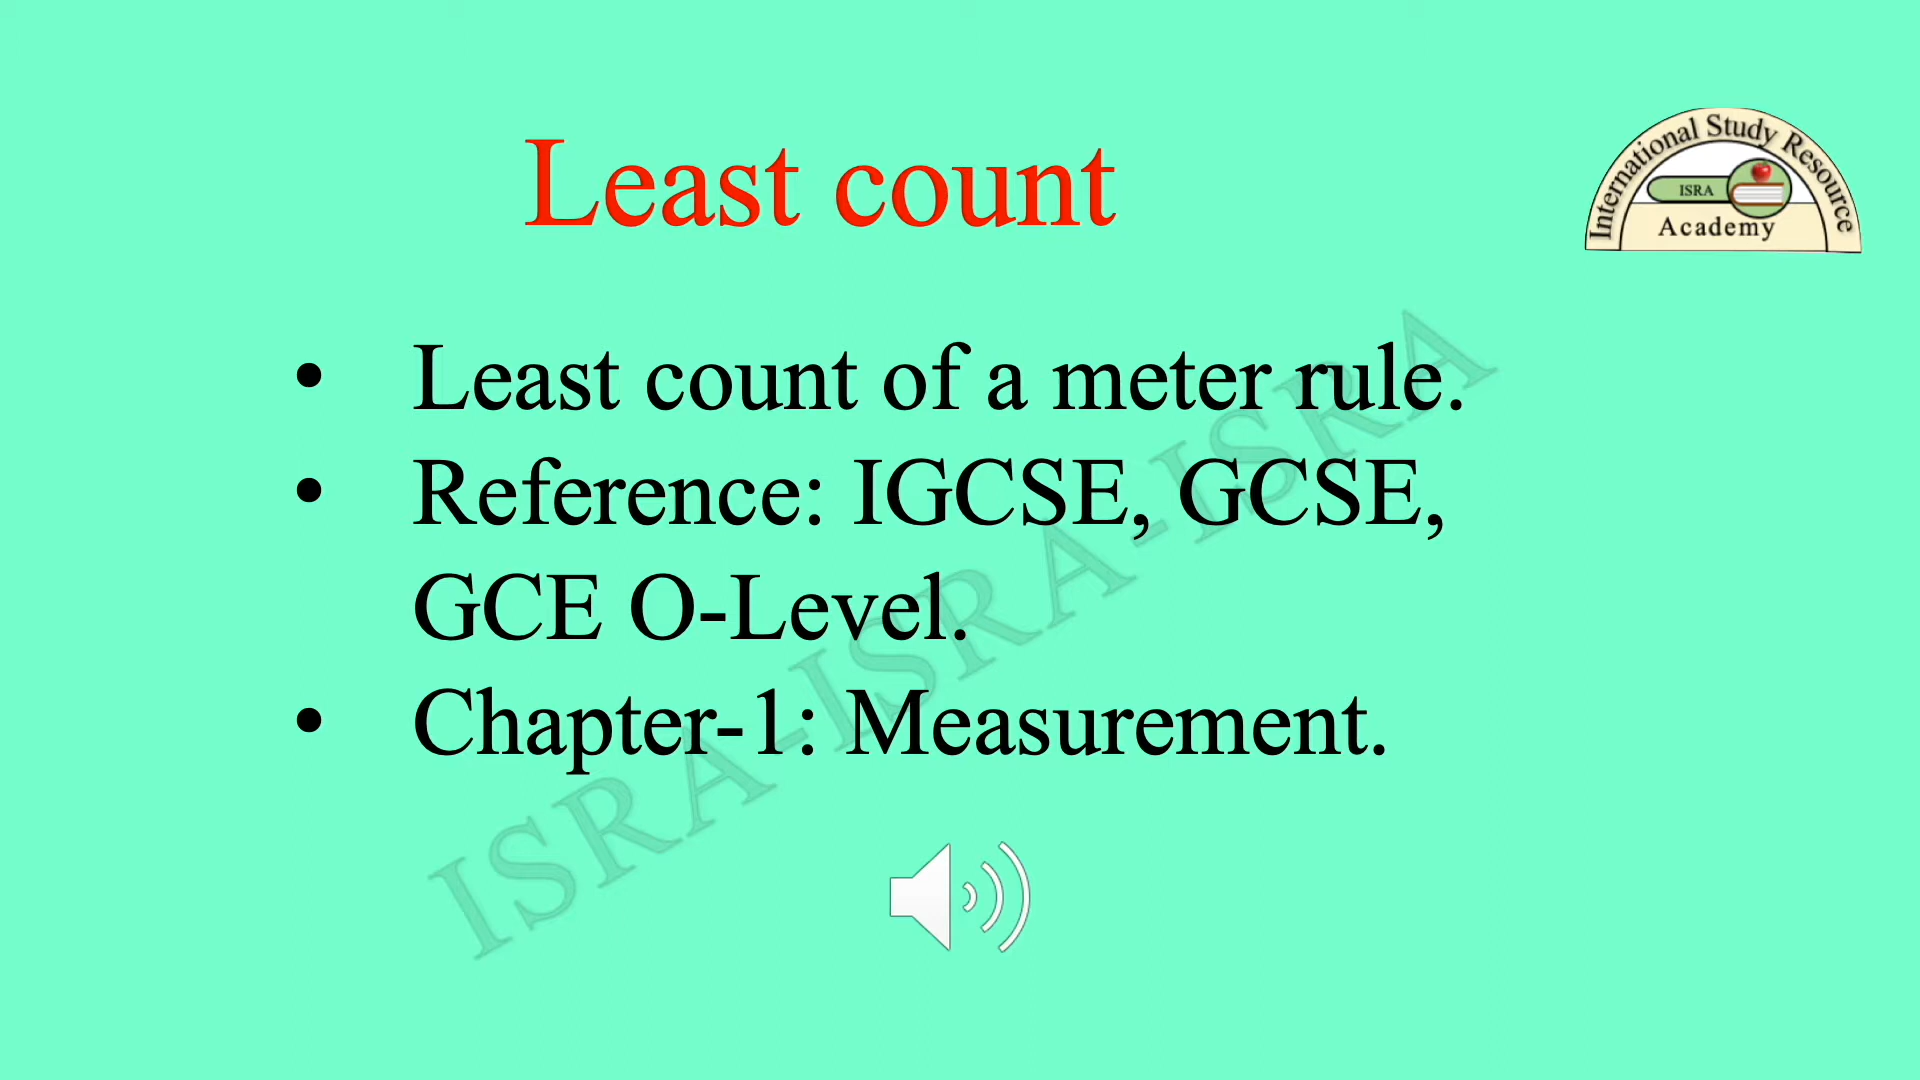 Least count
International Study Resource
ISRA
Academy
• Least count of a meter rule.
• Reference: IGCSE, GCSE,
GCE O-Level.
• Chapter-1: Measurement.
ISRA-ISRA-ISRA